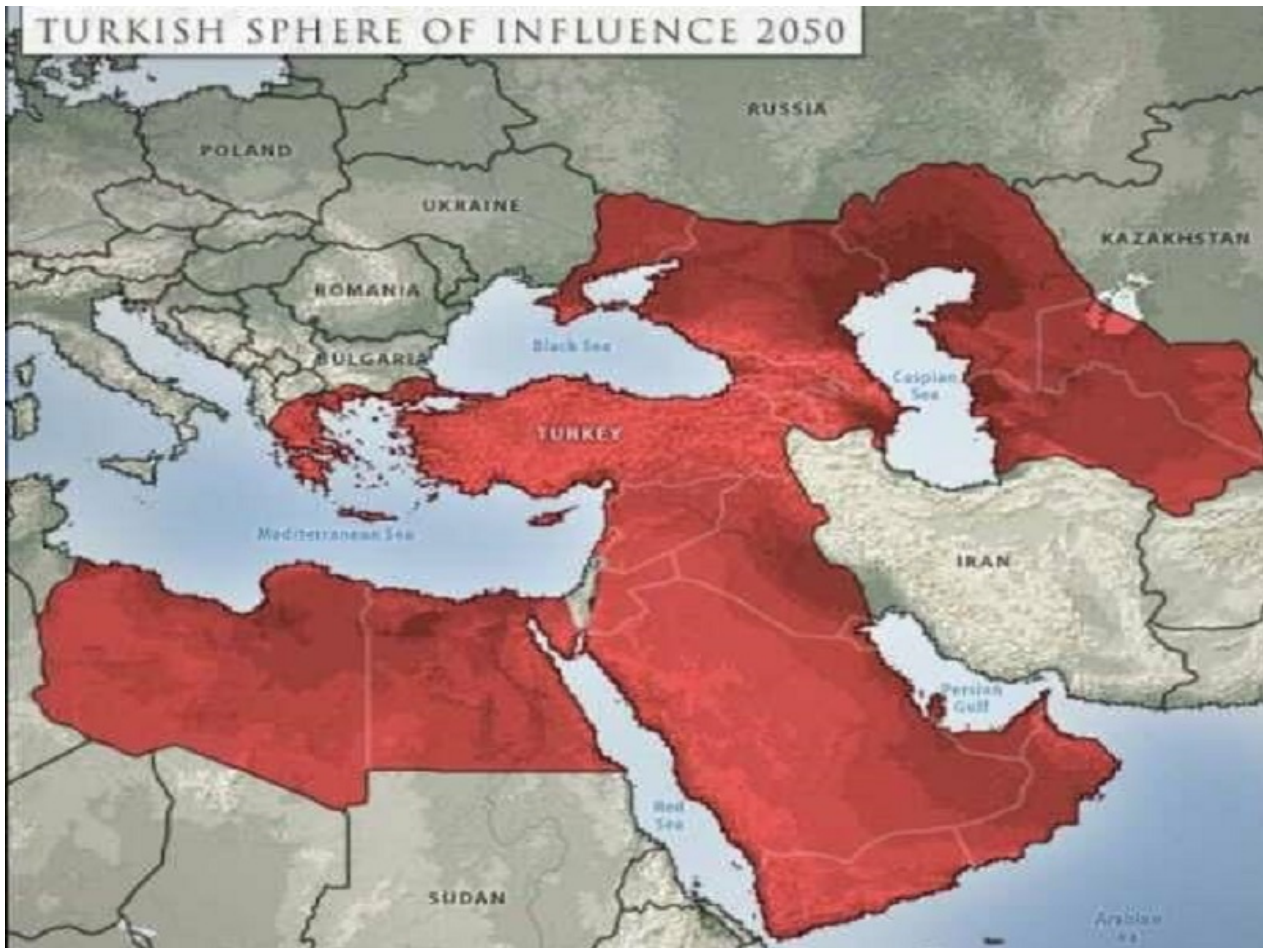 TURKISH SPHERE OF INFLUENCE 2050
RUSSIA
POLAND
UKRAINE
KAZAKHSTAN
ROMANIA
Black Sea
BULGARIA
Caspian
Sea
TURKEY
Mediterranean Sea
IRAN
Persian
Gulf
Red
Sea
SUDAN
Arabian